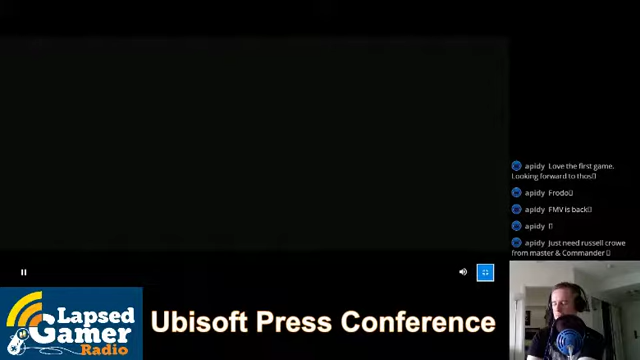 apidy Love the first game.
Looking forward to thos
apidy Frodo
apidy FMV is back!
apidy
apidy Just need russell crowe
from master & Commander
Lapsed
Gamer
Radio
Ubisoft Press Conference